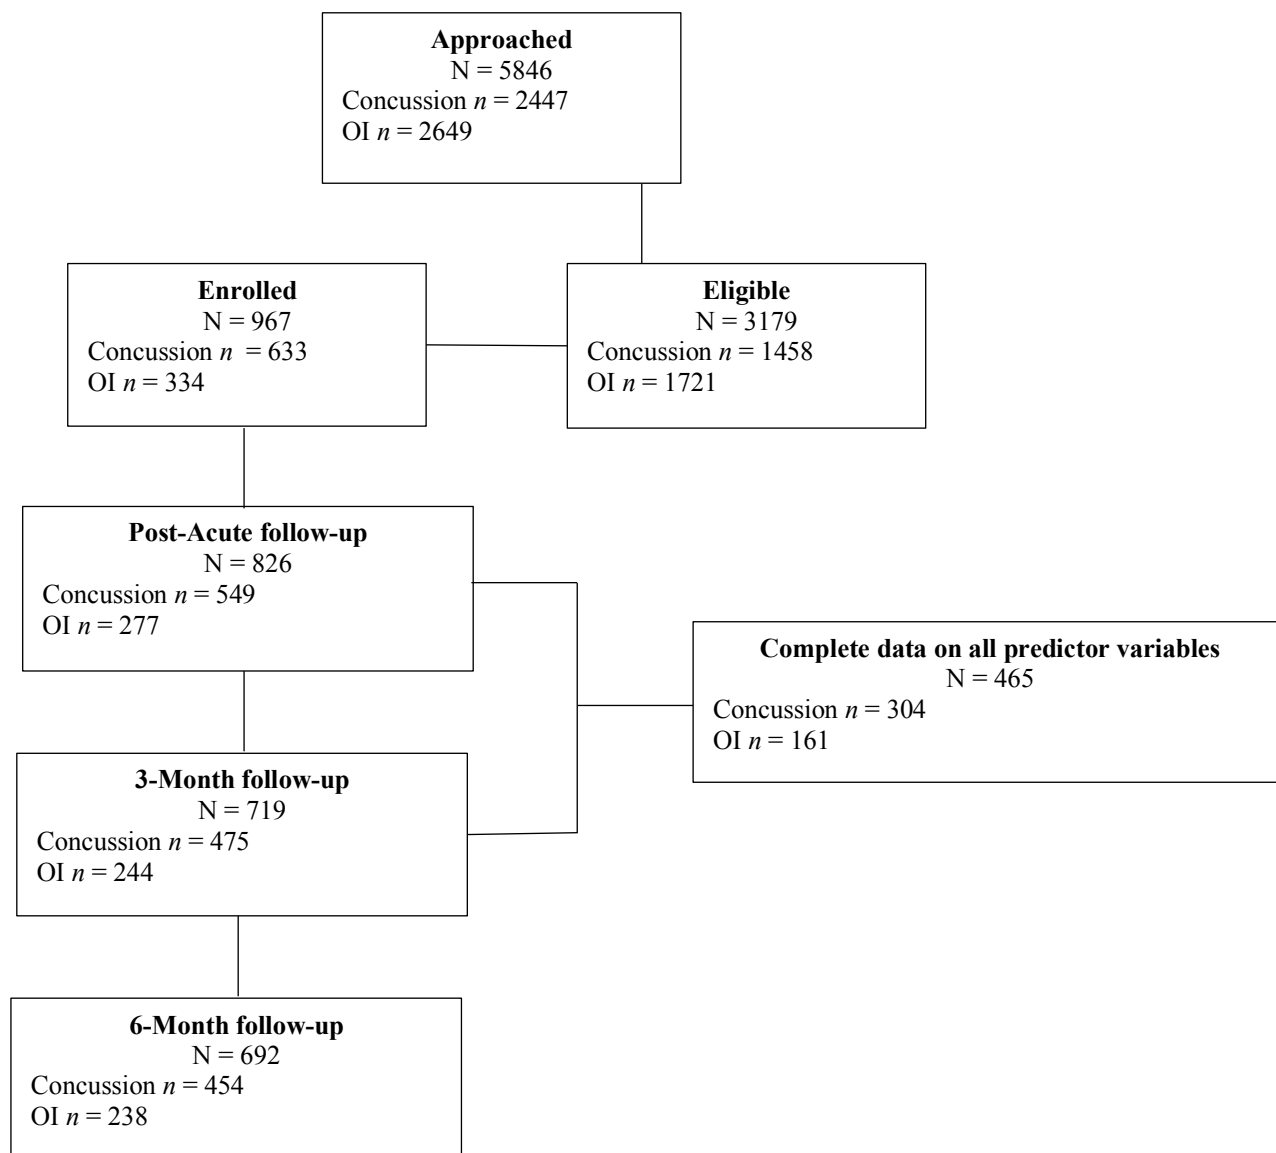 Approached
N = 5846
Concussion n = 2447
OI n = 2649
Enrolled
N = 967
Concussion n = 633
OI n = 334
Eligible
N = 3179
Concussion n = 1458
OI n = 1721
Post-Acute follow-up
N = 826
Concussion n = 549
OI n = 277
Complete data on all predictor variables
N = 465
Concussion n = 304
OI n = 161
3-Month follow-up
N = 719
Concussion n = 475
OI n = 244
6-Month follow-up
N = 692
Concussion n = 454
OI n = 238